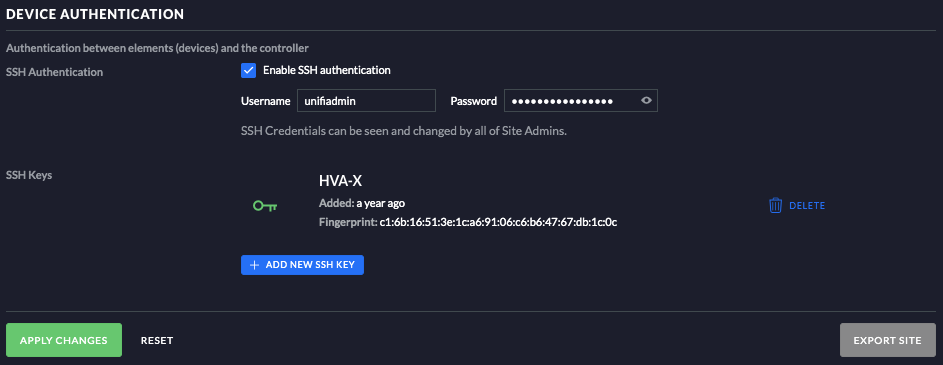 DEVICE AUTHENTICATION
Authentication between elements (devices) and the controller
SSH Authentication
Enable SSH authentication
Username unifiadmin Password ••••••••••••••••
SSH Credentials can be seen and changed by all of Site Admins.
SSH Keys
HVA-X
Added: a year ago
Fingerprint: c1:6b:16:51:3e:1c:a6:91:06:c6:b6:47:67:db:1c:0c
DELETE
+ ADD NEW SSH KEY
APPLY CHANGES RESET EXPORT SITE